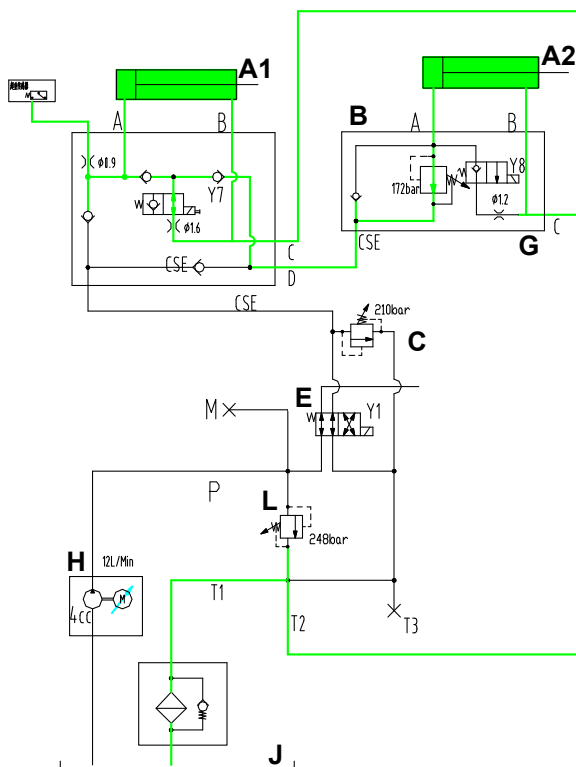 A1
A2
A
B
B
A
B
ϕ0.9
Y7
ϕ1.6
172bar
Y8
ϕ1.2
C
CSE
D
CSE
G
C
CSE
210bar
C
E
M
Y1
P
L
248bar
H
12L/Min
4CC
M
T1
T2
T3
J